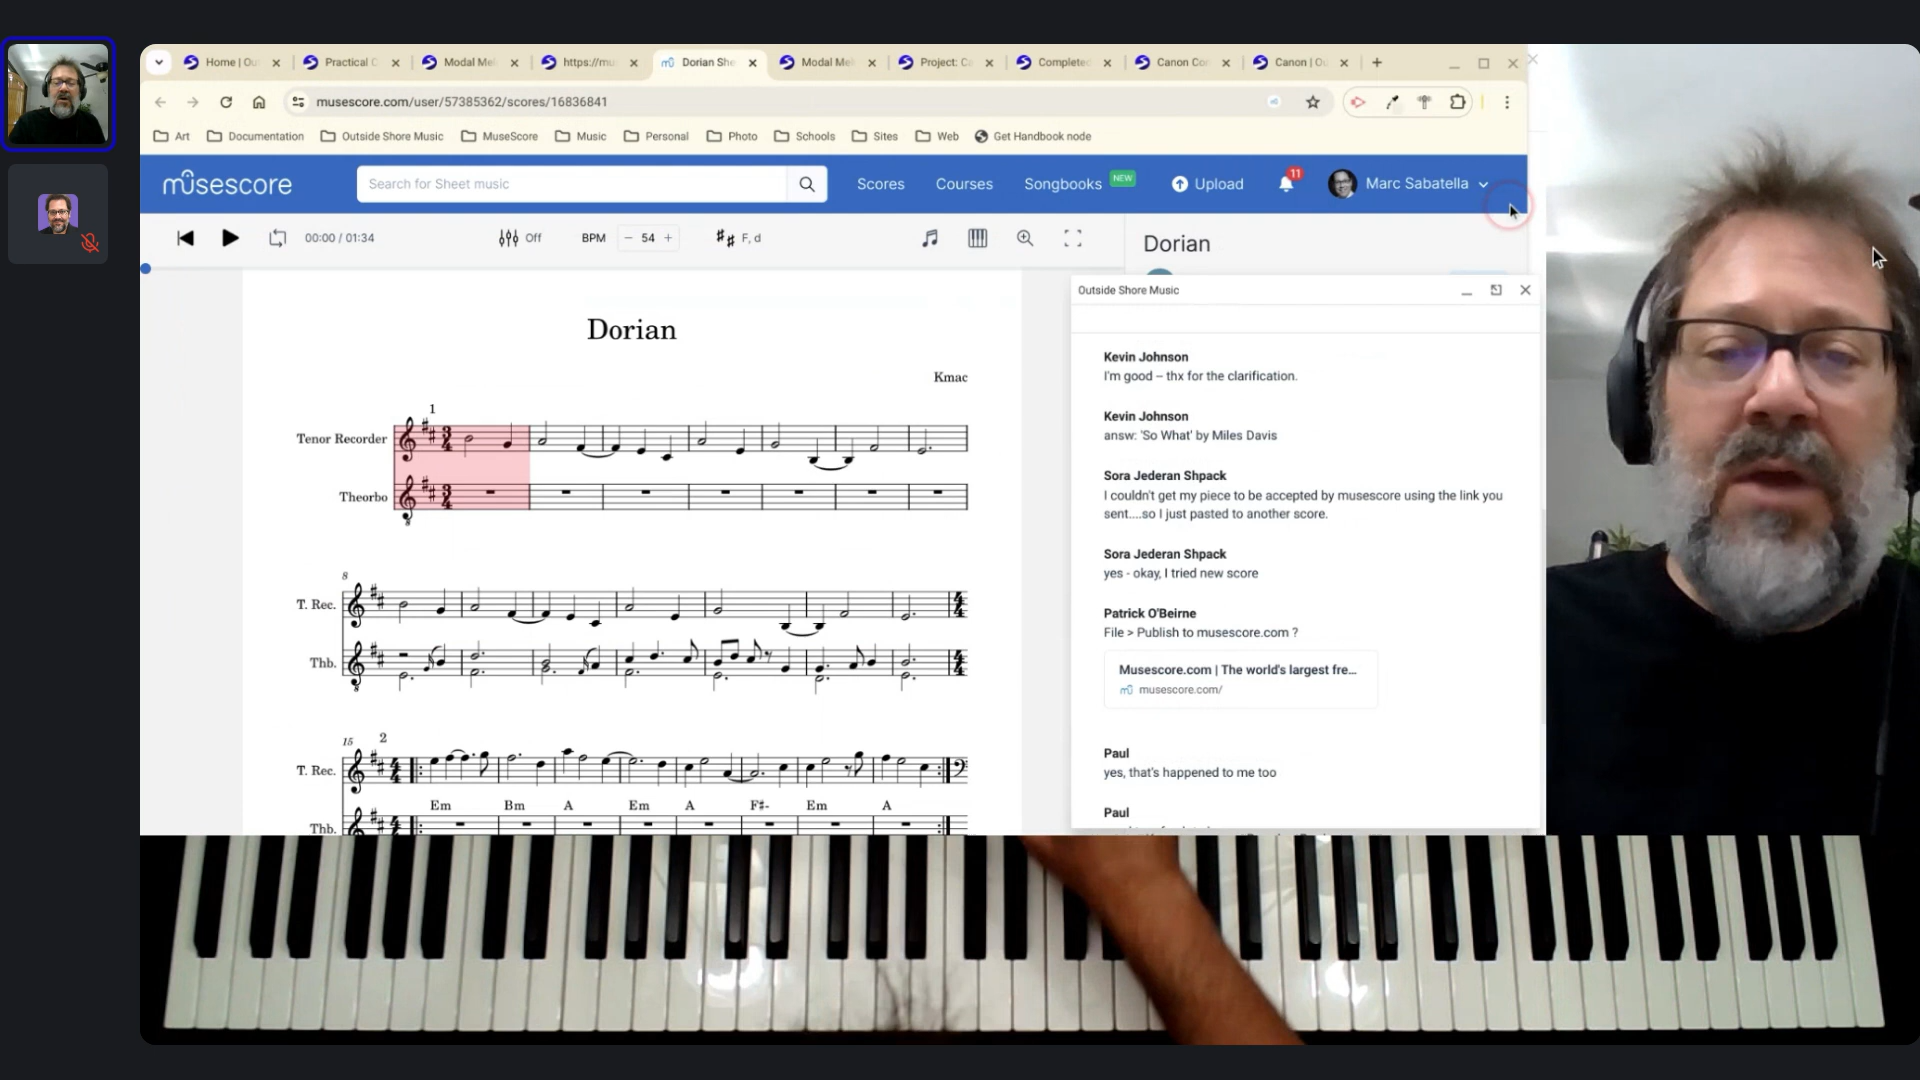 Home | Ou
Practical C
Modal Mel
https://mu
Dorian She
Modal Mel
Project: Ca
Completed
Canon Co
Canon | Ou
musescore.com/user/57385362/scores/16836841
Art
Documentation
Outside Shore Music
MuseScore
Music
Personal
Photo
Schools
Sites
Web
Get Handbook node
musescore
Search for Sheet music
Scores
Courses
Songbooks
NEW
Upload
11
Marc Sabatella
00:00 / 01:34
Off
BPM
54
F, d
Dorian
Dorian
Kmac
1
Tenor Recorder
Theorbo
8
T. Rec.
Thb.
15
2
T. Rec.
Em Bm A Em A F#- Em A
Thb.
Outside Shore Music
Kevin Johnson
I'm good – thx for the clarification.
Kevin Johnson
answ: 'So What' by Miles Davis
Sora Jederan Shpack
I couldn't get my piece to be accepted by musescore using the link you
sent....so I just pasted to another score.
Sora Jederan Shpack
yes - okay, I tried new score
Patrick O'Beirne
File > Publish to musescore.com ?
Musescore.com | The world's largest fre...
musescore.com/
Paul
yes, that's happened to me too
Paul